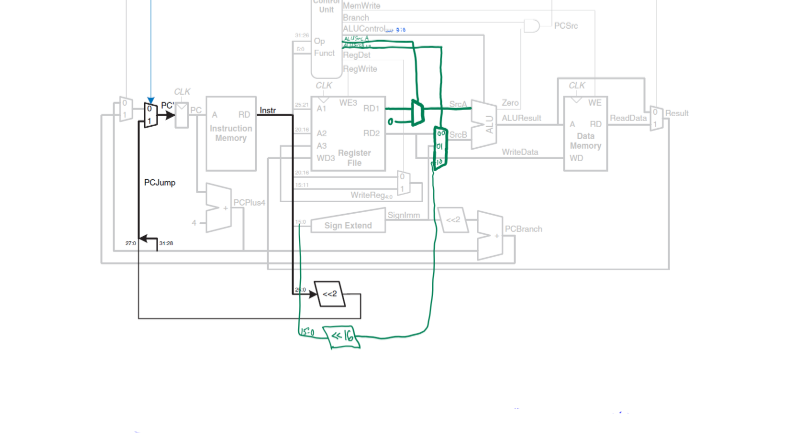 Control
Unit
MemWrite
Branch
ALUControl
PCSrc
31:26
Op
ALUSrcA
5:0
Funct
RegDst
RegWrite
CLK
CLK
CLK
0
1
0
1
PC'
PC
A
RD
Instr
Instruction
Memory
25:21
A1
WE3
RD1
0
SrcA
Zero
WE
20:16
A2
RD2
00
01
10
SrcB
ALU
ALUResult
A
RD
ReadData
0
1
Result
A3
WD3
Register
File
WriteData
Data
Memory
WD
PCJump
20:16
15:11
0
1
WriteReg4:0
PCPlus4
+
4
15:0
Sign Extend
SignImm
<<2
+
PCBranch
27:0
31:28
25:0
<<2
15:0
<<16